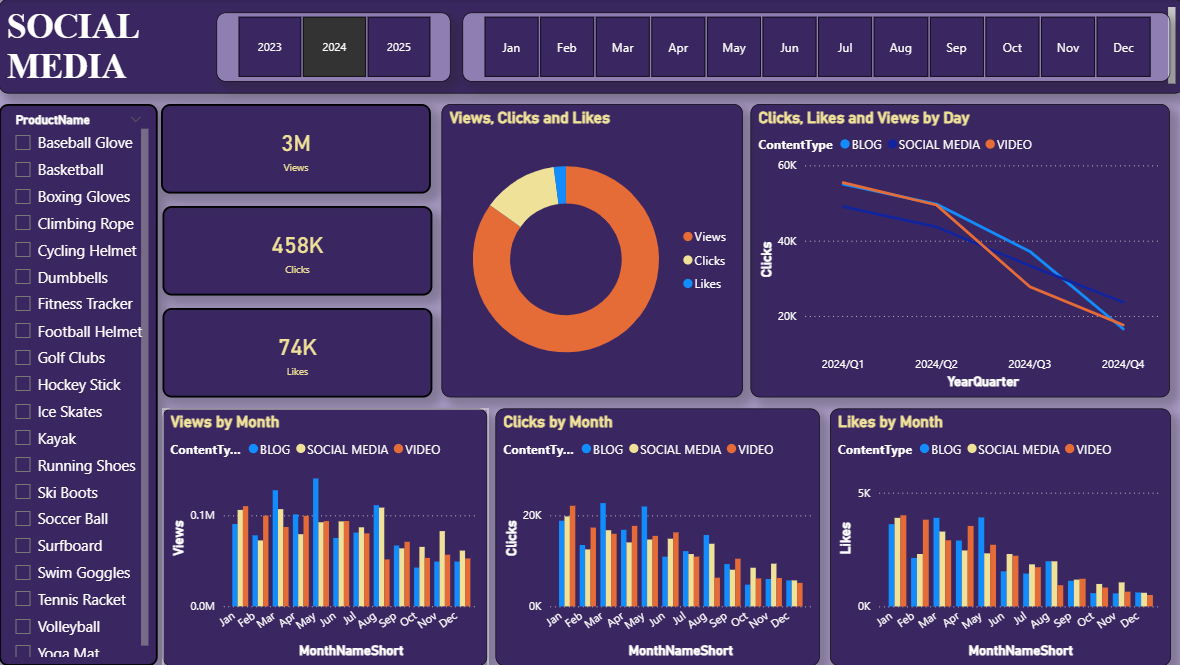 SOCIAL
MEDIA
2023 2024 2025
Jan Feb Mar Apr May Jun Jul Aug Sep Oct Nov Dec
ProductName
Baseball Glove
Basketball
Boxing Gloves
Climbing Rope
Cycling Helmet
Dumbbells
Fitness Tracker
Football Helmet
Golf Clubs
Hockey Stick
Ice Skates
Kayak
Running Shoes
Ski Boots
Soccer Ball
Surfboard
Swim Goggles
Tennis Racket
Volleyball
Yoga Mat
3M
Views
458K
Clicks
74K
Likes
Views, Clicks and Likes
Views
Clicks
Likes
Clicks, Likes and Views by Day
ContentType BLOG SOCIAL MEDIA VIDEO
60K
40K
20K
Clicks
2024/Q1 2024/Q2 2024/Q3 2024/Q4
YearQuarter
Views by Month
ContentTy... BLOG SOCIAL MEDIA VIDEO
0.1M
0.0M
Views
Jan Feb Mar Apr May Jun Jul Aug Sep Oct Nov Dec
MonthNameShort
Clicks by Month
ContentTy... BLOG SOCIAL MEDIA VIDEO
20K
0K
Clicks
Jan Feb Mar Apr May Jun Jul Aug Sep Oct Nov Dec
MonthNameShort
Likes by Month
ContentType BLOG SOCIAL MEDIA VIDEO
5K
0K
Likes
Jan Feb Mar Apr May Jun Jul Aug Sep Oct Nov Dec
MonthNameShort